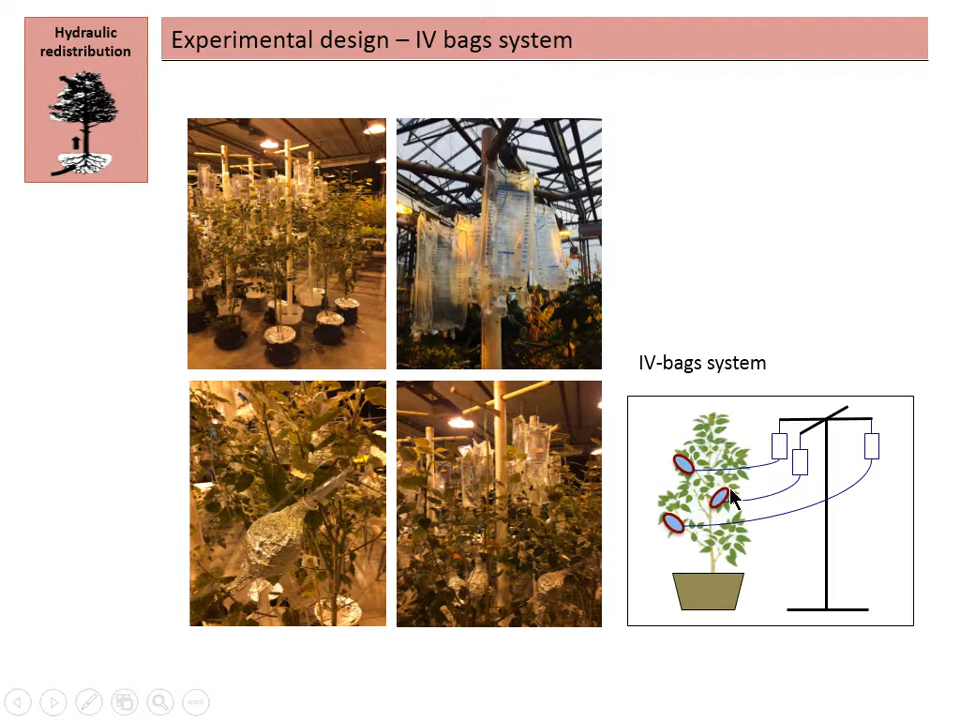 Hydraulic
redistribution
Experimental design – IV bags system
IV-bags system